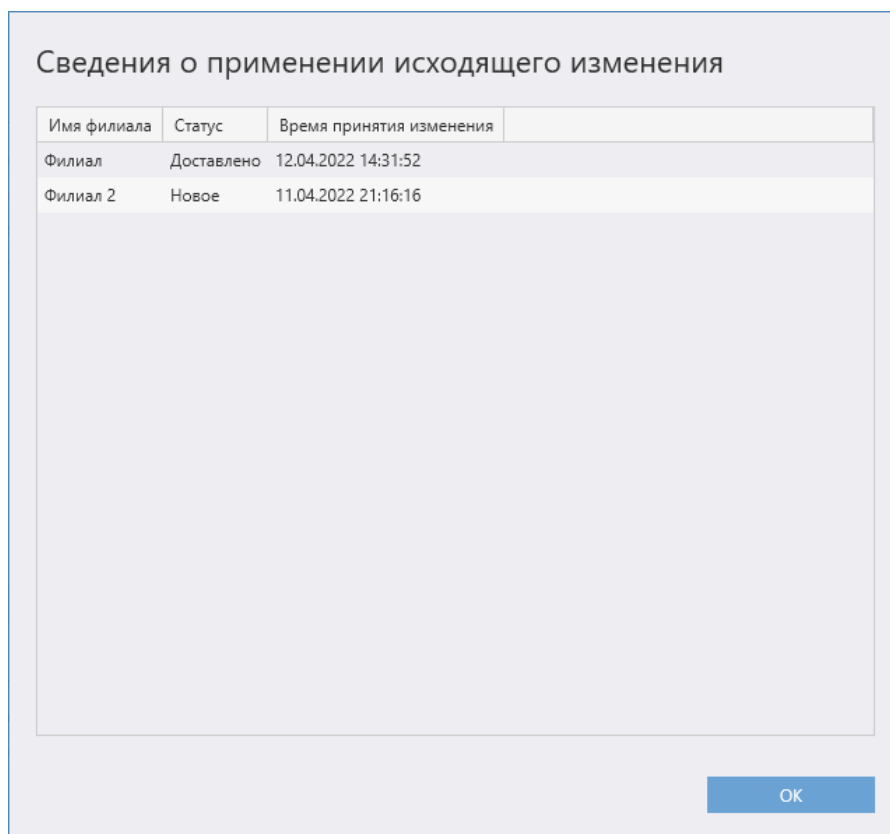 Сведения о применении исходящего изменения
Имя филиала Статус Время принятия изменения
Филиал Доставлено 12.04.2022 14:31:52
Филиал 2 Новое 11.04.2022 21:16:16
ОК